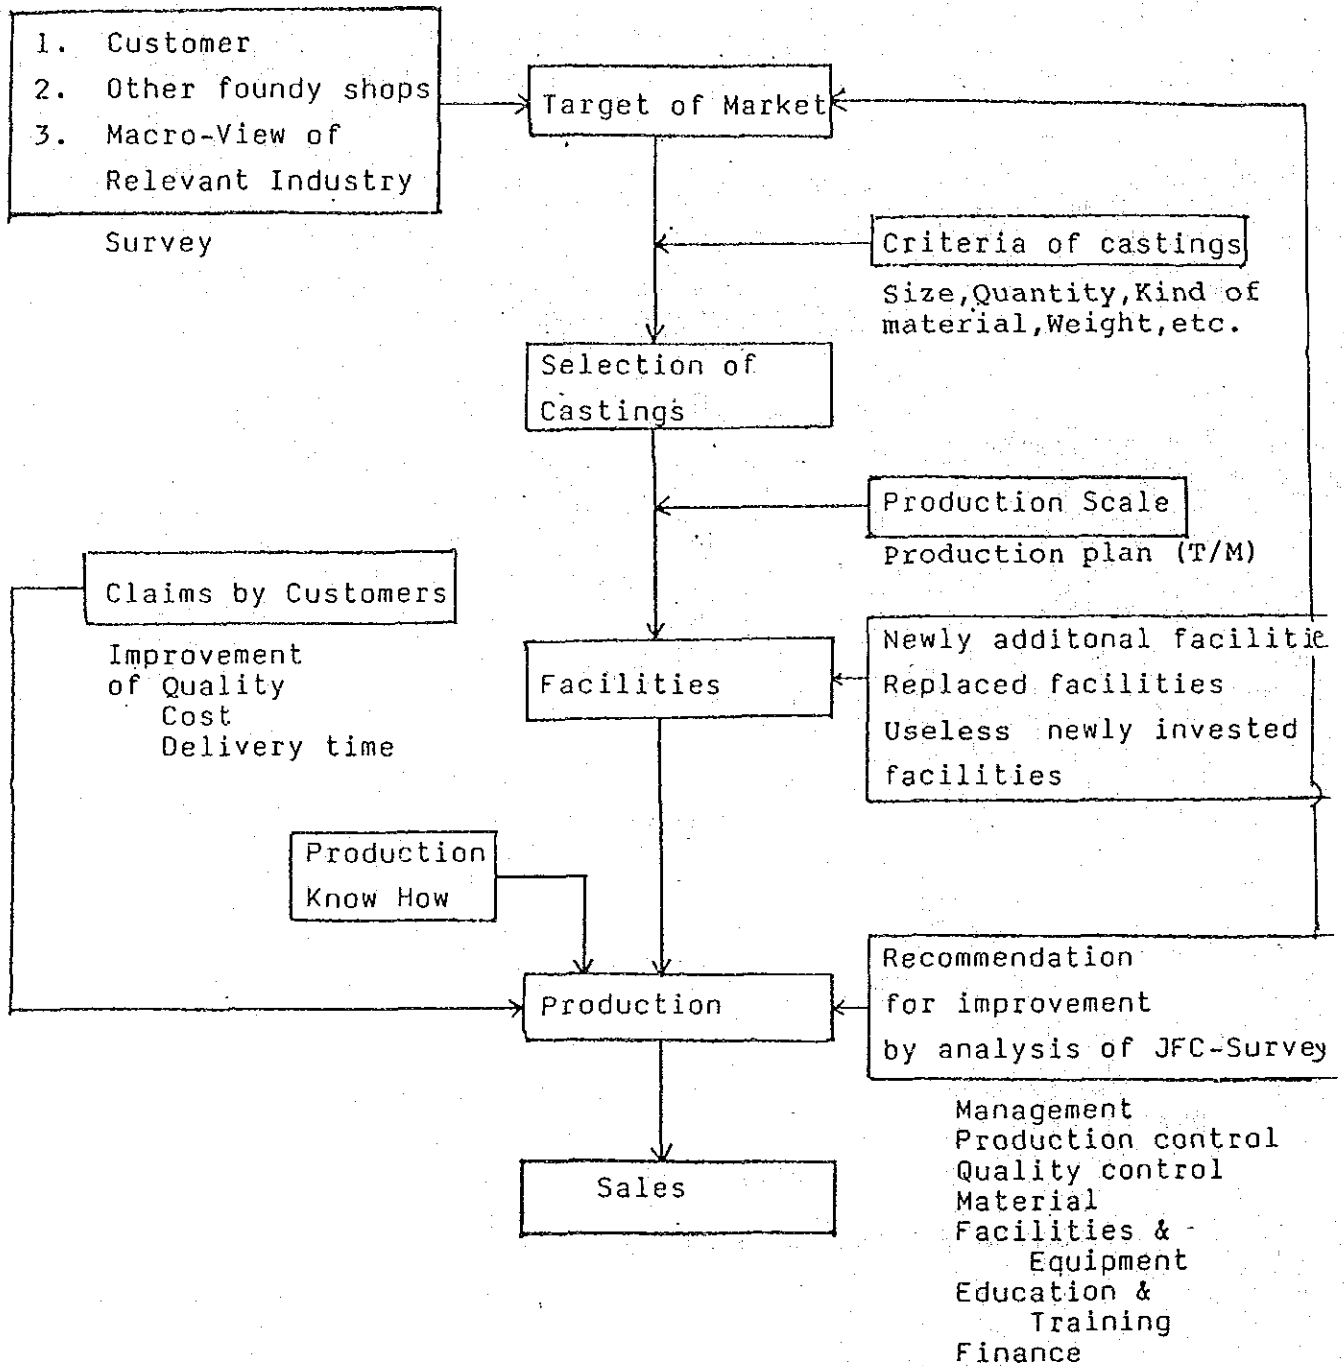 1. Customer
2. Other foundy shops
3. Macro-View of
Relevant Industry
Survey
Target of Market
Criteria of castings
Size,Quantity,Kind of
material,Weight,etc.
Selection of
Castings
Production Scale
Production plan (T/M)
Claims by Customers
Improvement
of Quality
Cost
Delivery time
Facilities
Newly additonal facilitie
Replaced facilities
Useless newly invested
facilities
Production
Know How
Production
Recommendation
for improvement
by analysis of JFC-Survey
Management
Production control
Quality control
Material
Facilities &
Equipment
Education &
Training
Finance
Sales